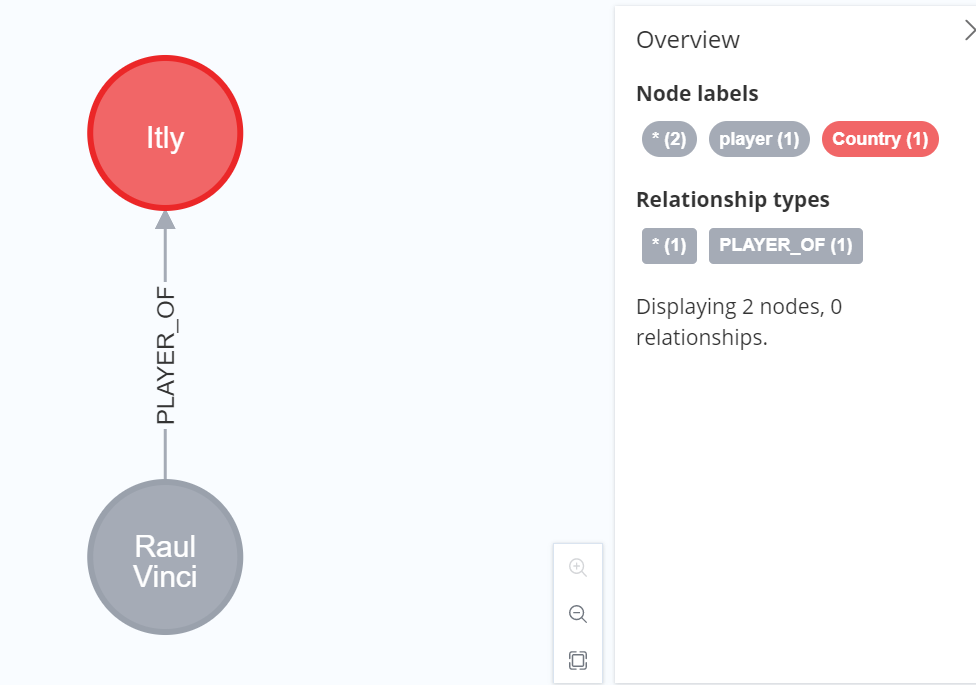 Itly
PLAYER_OF
Raul
Vinci
Overview
Node labels
* (2) player (1) Country (1)
Relationship types
* (1) PLAYER_OF (1)
Displaying 2 nodes, 0
relationships.